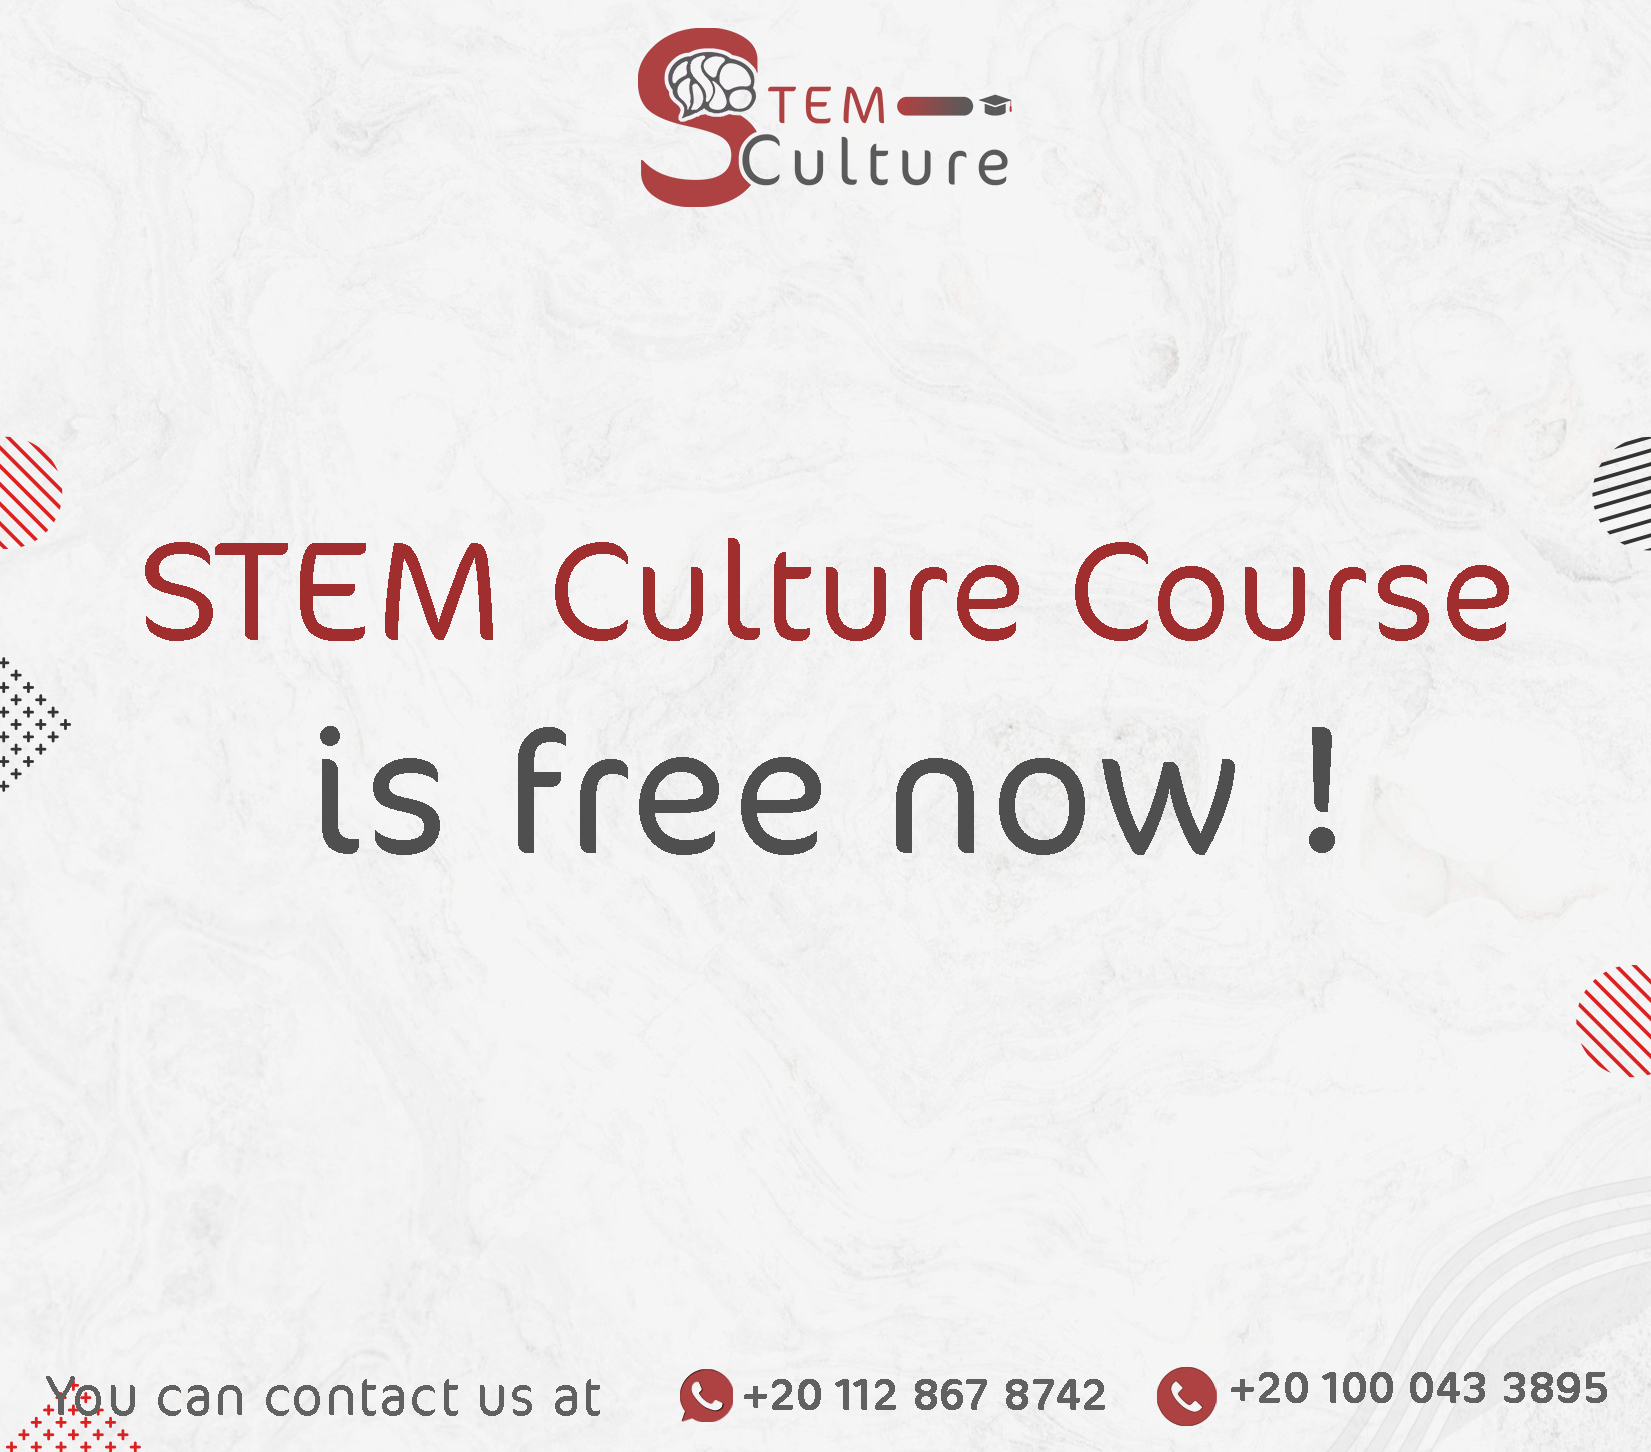 STEM
Culture
STEM Culture Course
is free now !
You can contact us at +20 112 867 8742 +20 100 043 3895